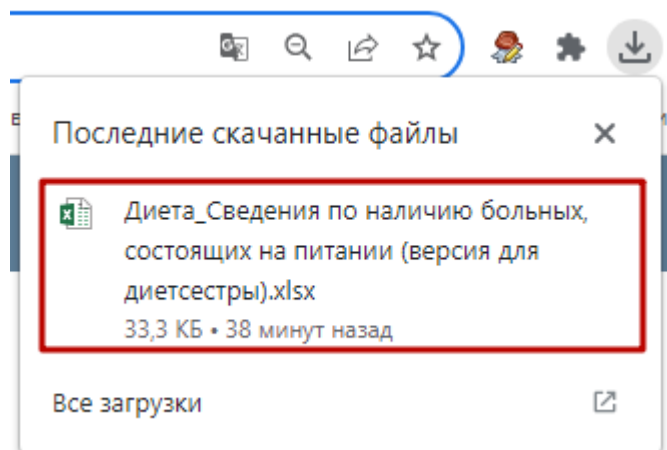 Последние скачанные файлы
Диета_Сведения по наличию больных,
состоящих на питании (версия для
диетсестры).xlsx
33,3 КБ • 38 минут назад
Все загрузки